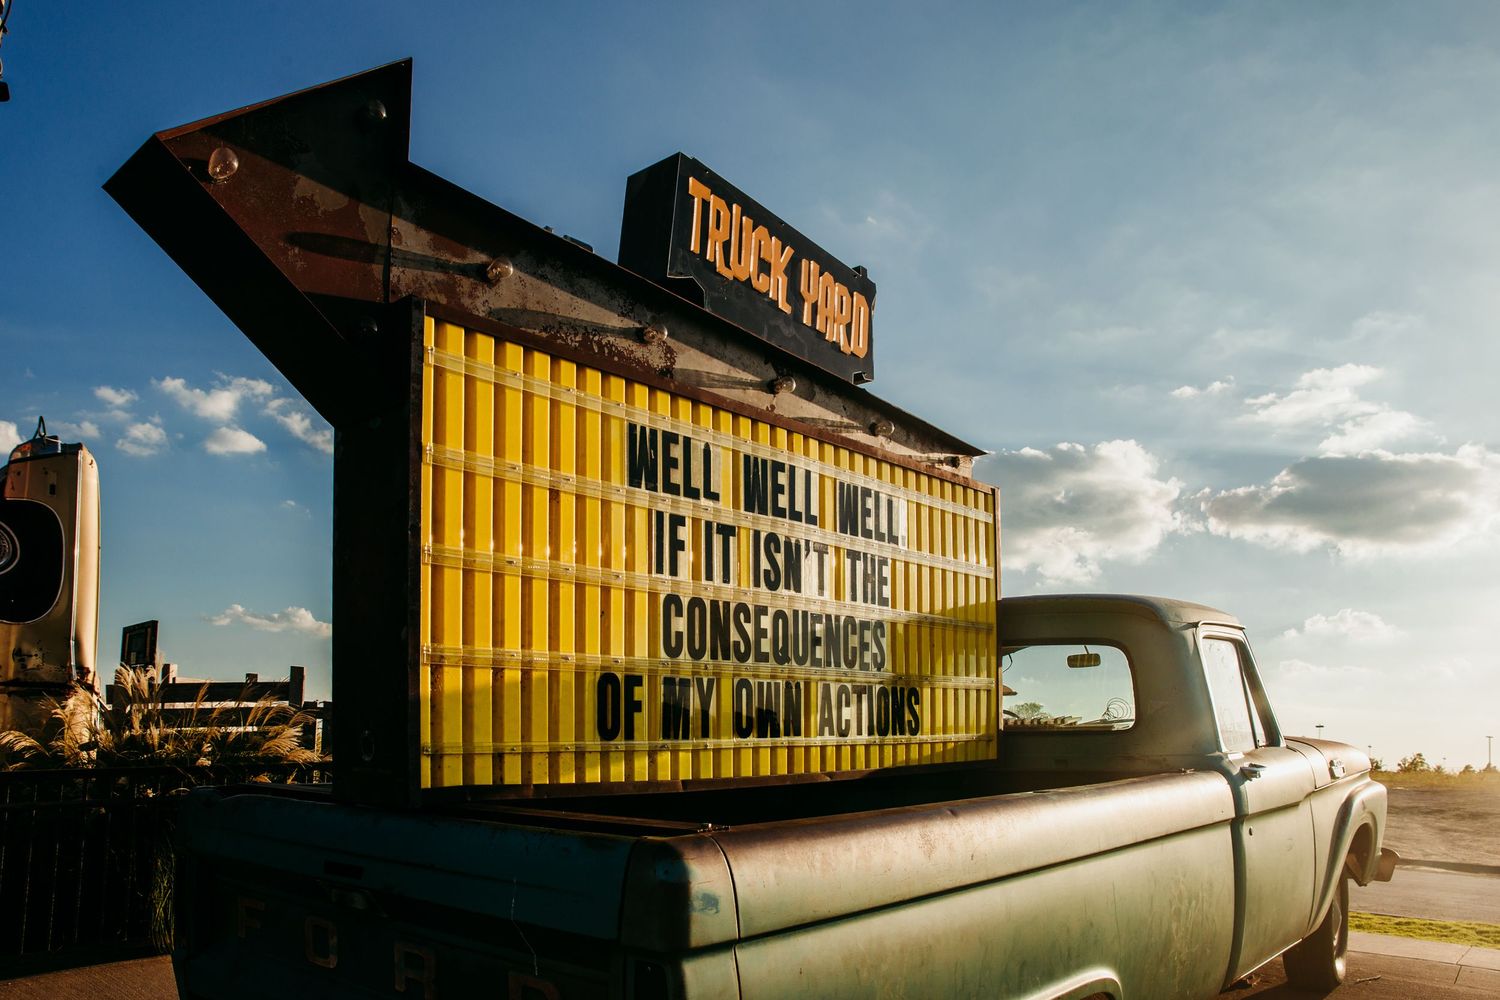 TRUCK YARD
WELL WELL WELL.
IF IT ISN'T THE
CONSEQUENCES
OF MY OWN ACTIONS
FORD